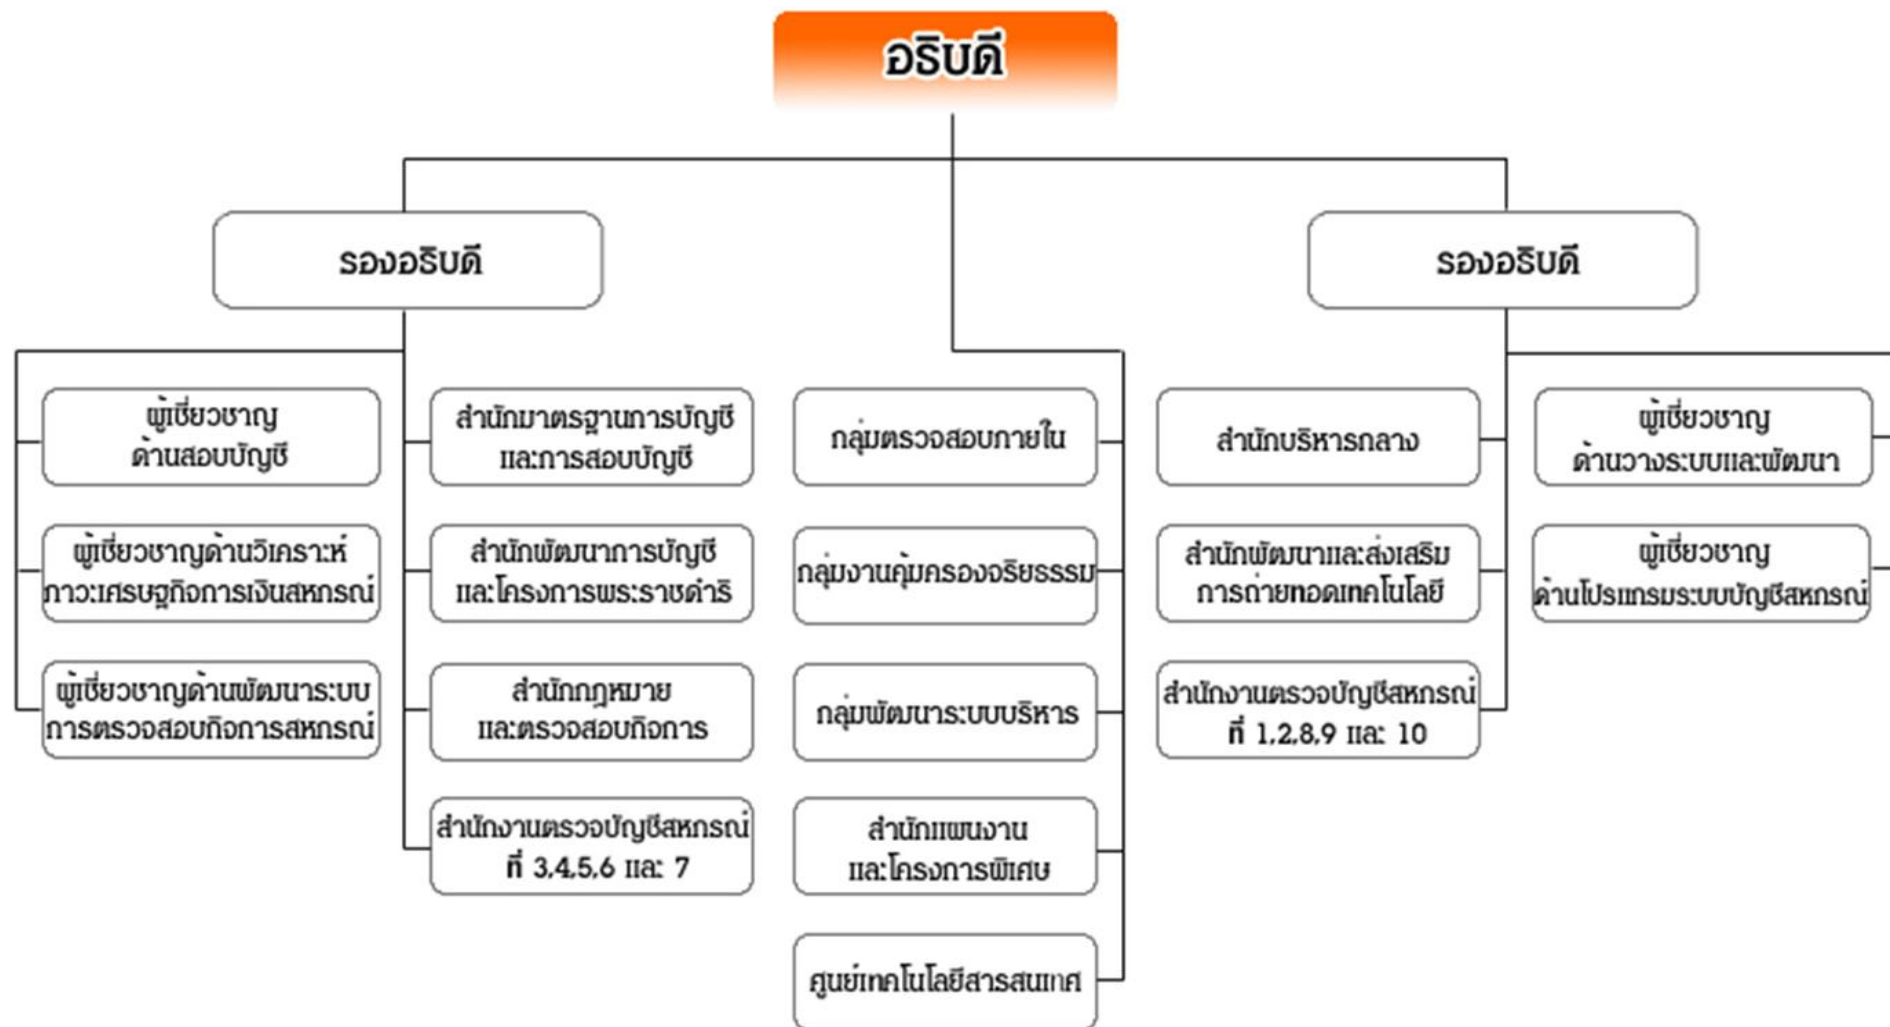 อธิบดี
รองอธิบดี
รองอธิบดี
ผู้เชี่ยวชาญ
ด้านสอบบัญชี
สำนักมาตรฐานการบัญชี
และการสอบบัญชี
กลุ่มตรวจสอบภายใน
สำนักบริหารกลาง
ผู้เชี่ยวชาญ
ด้านวางระบบและพัฒนา
ผู้เชี่ยวชาญด้านวิเคราะห์
ภาวะเศรษฐกิจการเงินสหกรณ์
สำนักพัฒนาการบัญชี
และโครงการพระราชดำริ
กลุ่มงานคุ้มครองจริยธรรม
สำนักพัฒนาและส่งเสริม
การถ่ายทอดเทคโนโลยี
ผู้เชี่ยวชาญ
ด้านโปรแกรมระบบบัญชีสหกรณ์
ผู้เชี่ยวชาญด้านพัฒนาระบบ
การตรวจสอบกิจการสหกรณ์
สำนักกฎหมาย
และตรวจสอบกิจการ
กลุ่มพัฒนาระบบบริหาร
สำนักงานตรวจบัญชีสหกรณ์
ที่ 1,2,8,9 และ 10
สำนักงานตรวจบัญชีสหกรณ์
ที่ 3,4,5,6 และ 7
สำนักแผนงาน
และโครงการพิเศษ
ศูนย์เทคโนโลยีสารสนเทศ